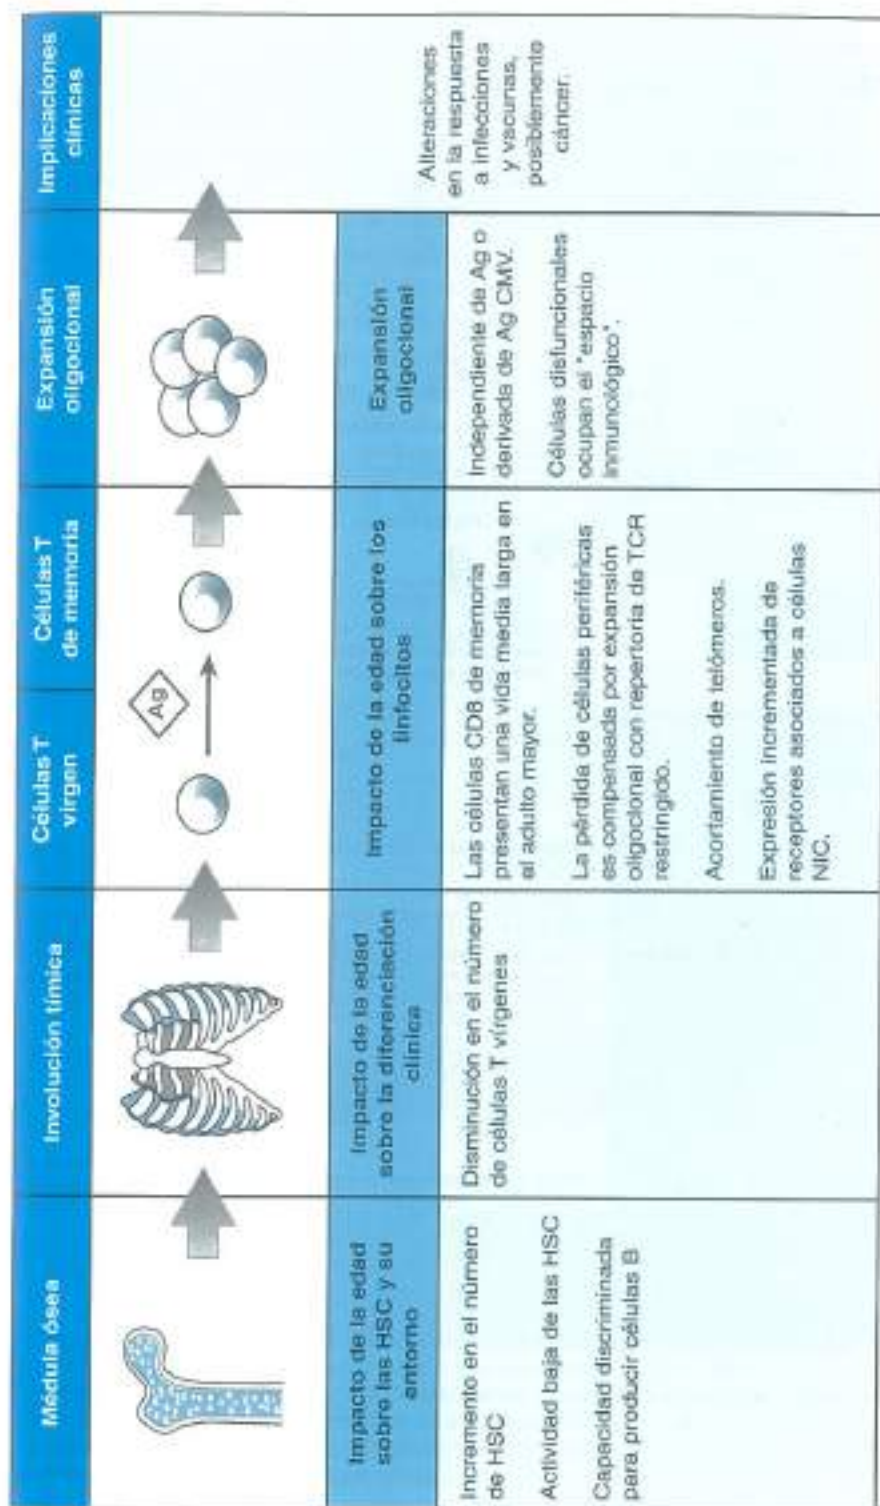 Médula ósea
Involución tímica
Células T
virgen
Células T
de memoria
Expansión
oligoclonal
Implicaciones
clínicas
Ag
Impacto de la edad
sobre las HSC y su
entorno
Impacto de la edad
sobre la diferenciación
clínica
Impacto de la edad sobre los
linfocitos
Expansión
oligoclonal
Incremento en el número
de HSC
Actividad baja de las HSC
Capacidad discriminada
para producir células B
Disminución en el número
de células T vírgenes
Las células CD8 de memoria
presentan una vida media larga en
el adulto mayor.
La pérdida de células periféricas
es compensada por expansión
oligoclonal con repertorio de TCR
restringido.
Acortamiento de telómeros.
Expresión incrementada de
receptores asociados a células
NIC.
Independiente de Ag o
derivada de Ag CMV.
Células disfuncionales
ocupan el "espacio
inmunológico".
Alteraciones
en la respuesta
a infecciones
y vacunas,
posiblemente
cáncer.